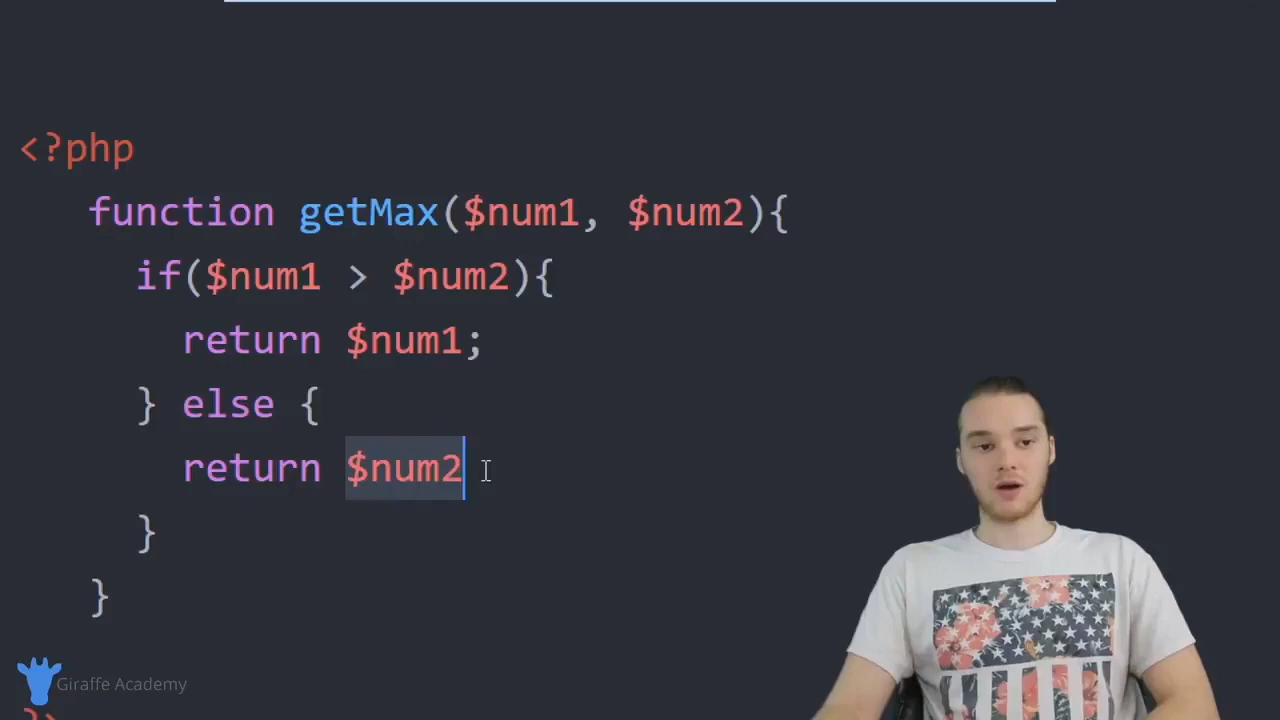 <?php
function getMax($num1, $num2){
if($num1 > $num2){
return $num1;
} else {
return $num2
}
}
Giraffe Academy
?>